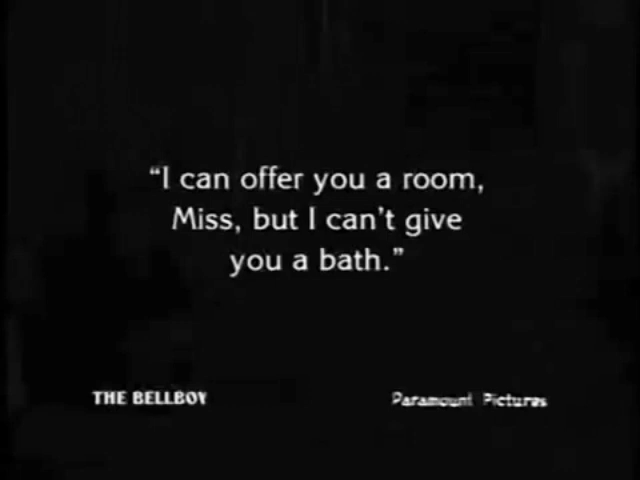 “I can offer you a room,
Miss, but I can't give
you a bath.”
THE BELLBOY
Paramount Pictures